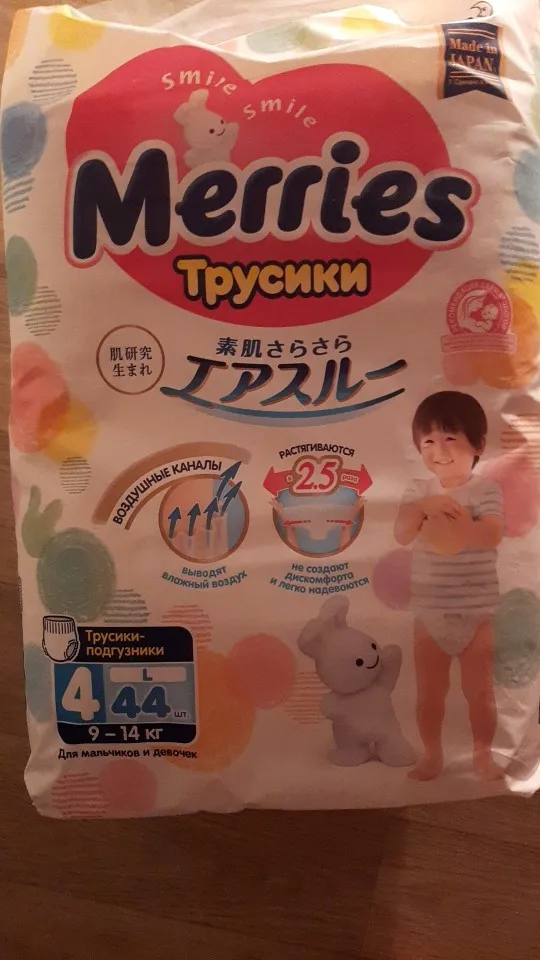 Smile Smile
Made in
JAPAN
Merries
Трусики
肌研究
生まれ
素肌さらさら
エアスルー
ВОЗДУШНЫЕ КАНАЛЫ
ВЫВОДЯТ
ВЛАЖНЫЙ ВОЗДУХ
РАСТЯГИВАЮТСЯ
в 2.5 раза
НЕ СОЗДАЮТ
ДИСКОМФОРТА
И ЛЕГКО НАДЕВАЮТСЯ
Трусики-
подгузники
4
L
44 шт.
9 – 14 кг
Для мальчиков и девочек